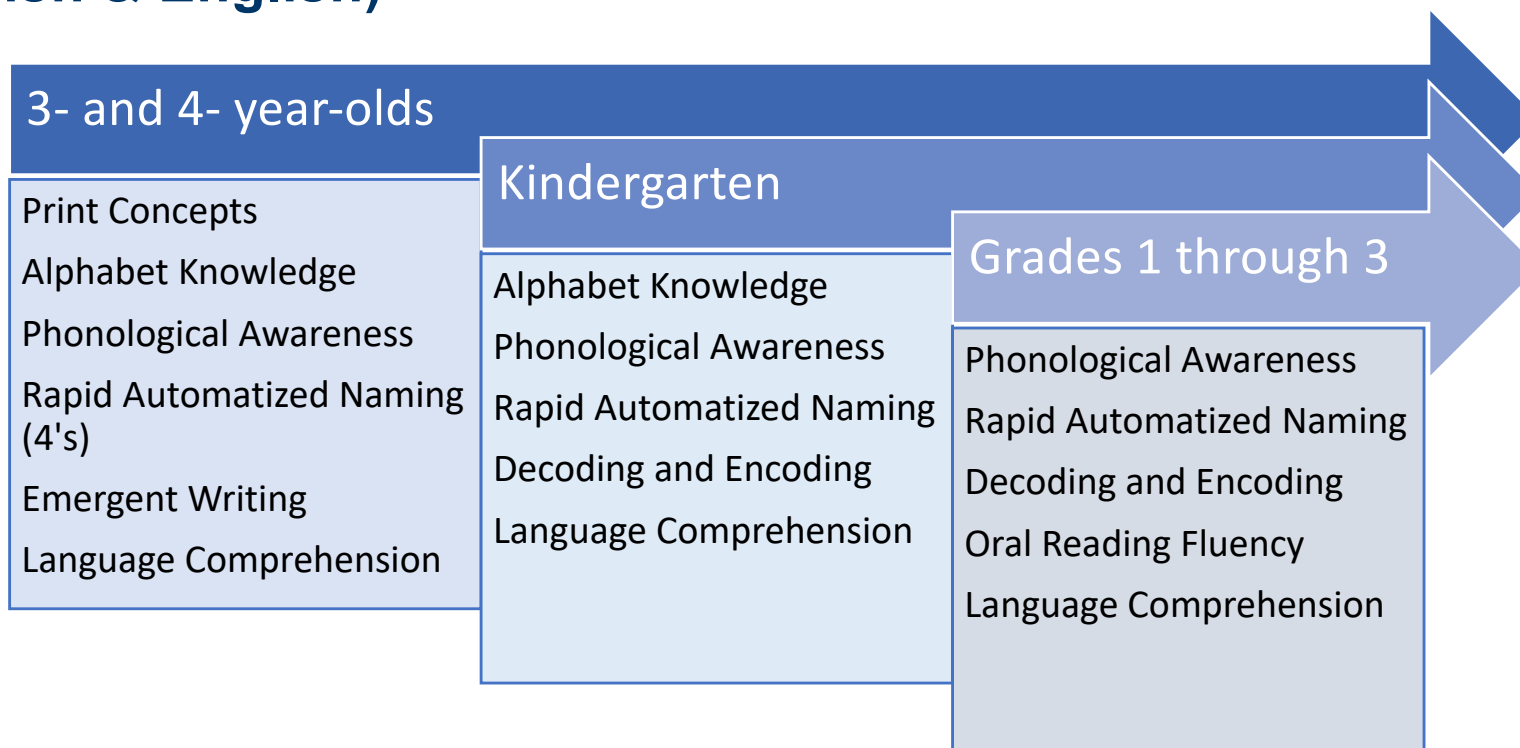 & English)
3- and 4- year-olds
Print Concepts
Alphabet Knowledge
Phonological Awareness
Rapid Automatized Naming
(4's)
Emergent Writing
Language Comprehension
Kindergarten
Alphabet Knowledge
Phonological Awareness
Rapid Automatized Naming
Decoding and Encoding
Language Comprehension
Grades 1 through 3
Phonological Awareness
Rapid Automatized Naming
Decoding and Encoding
Oral Reading Fluency
Language Comprehension